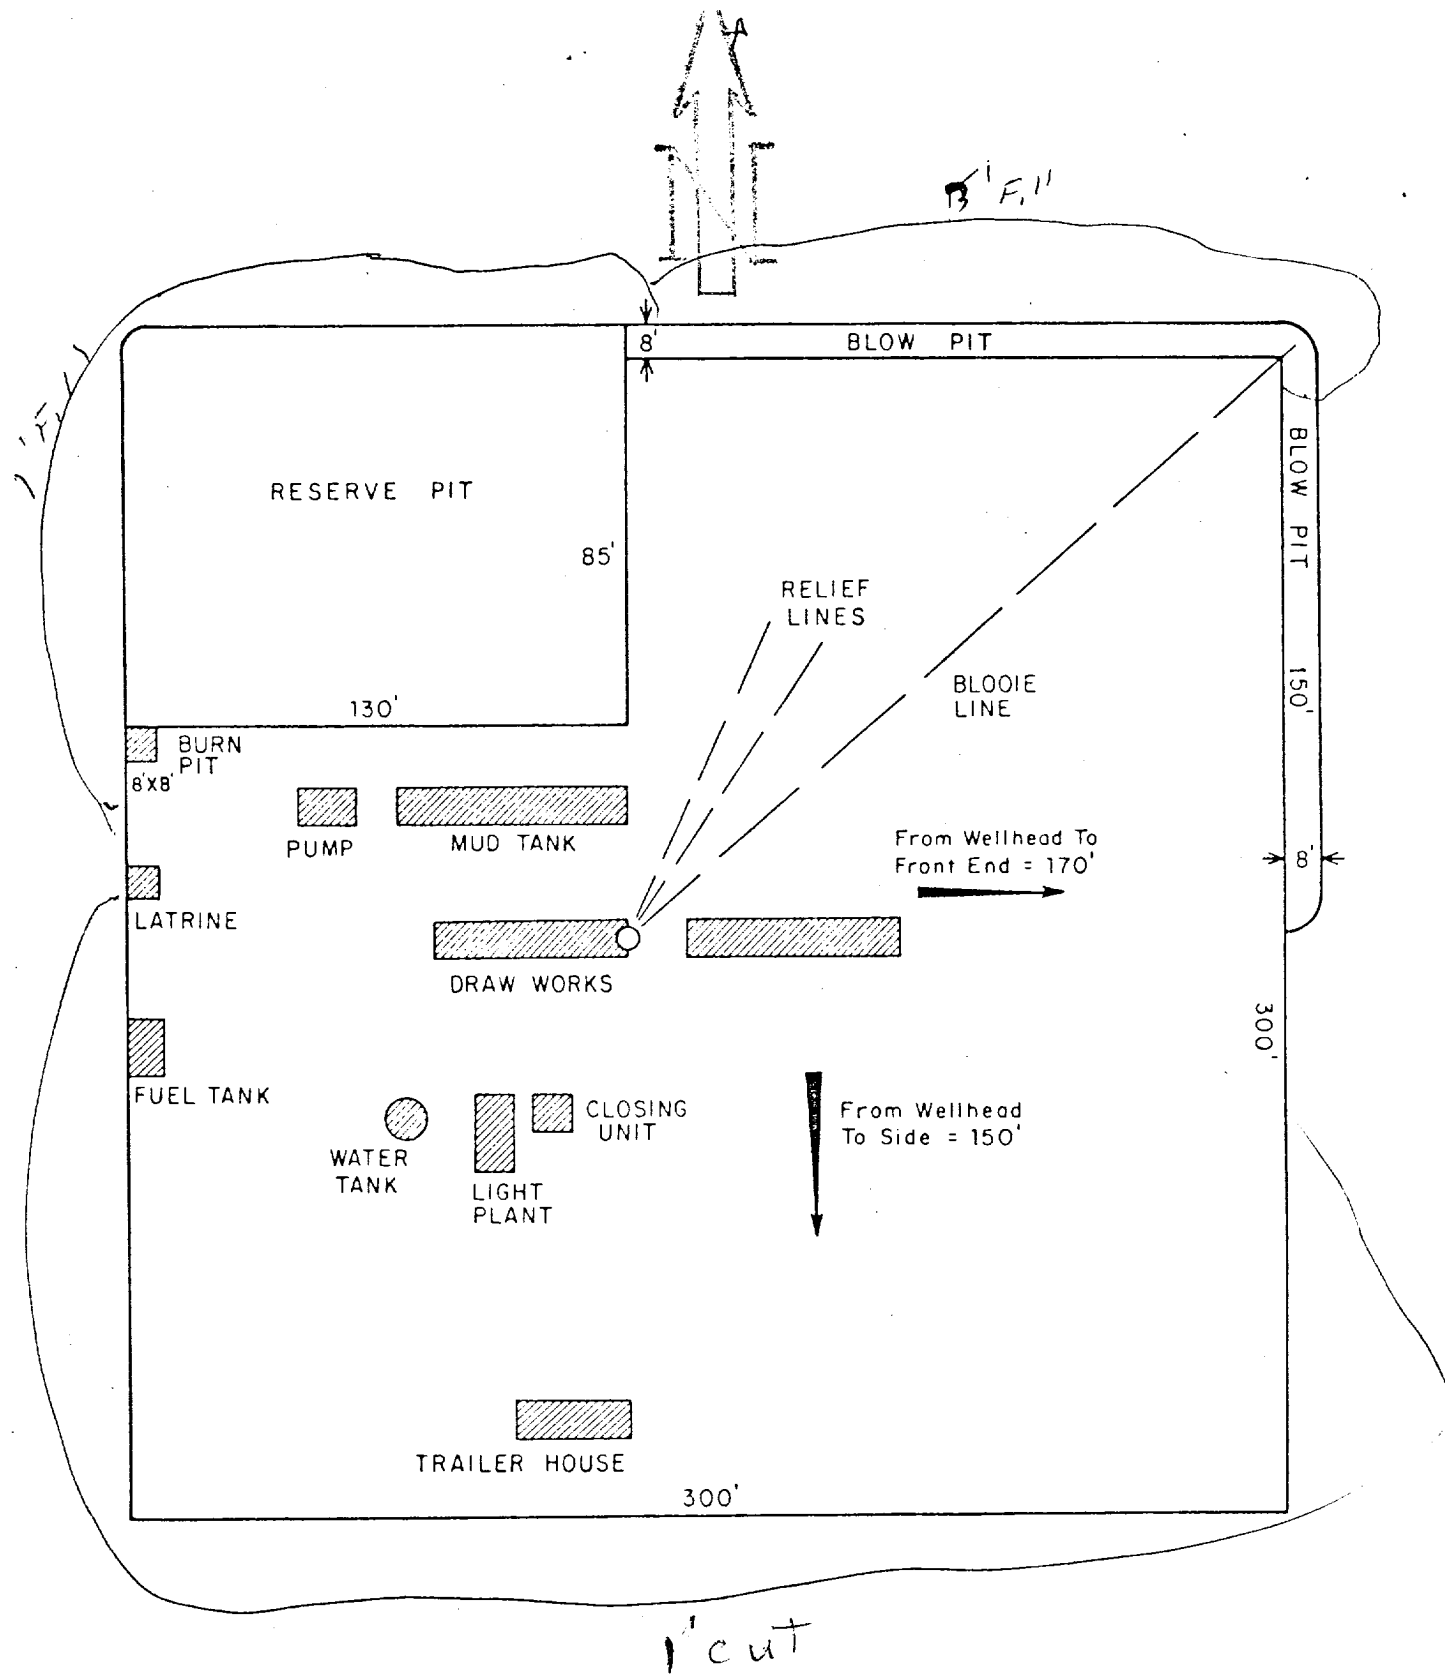 N
3' Fill
1' Fill
8'
BLOW PIT
BLOW PIT
RESERVE PIT
85'
RELIEF
LINES
BLOOIE
LINE
150'
130'
BURN
PIT
8'X8'
PUMP
MUD TANK
From Wellhead To
Front End = 170'
8'
LATRINE
DRAW WORKS
300'
FUEL TANK
CLOSING
UNIT
From Wellhead
To Side = 150'
WATER
TANK
LIGHT
PLANT
TRAILER HOUSE
300'
1' cut